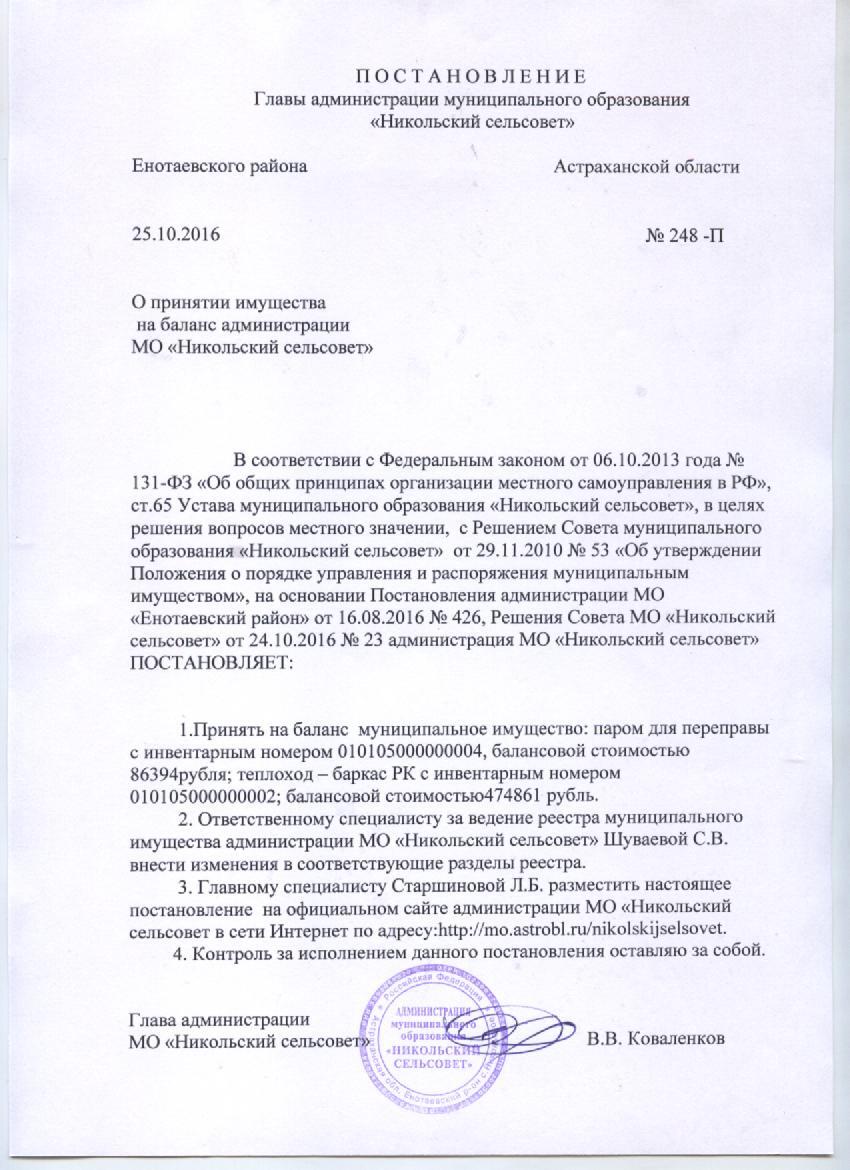 ПОСТАНОВЛЕНИЕ
Главы администрации муниципального образования
«Никольский сельсовет»
Енотаевского района Астраханской области
25.10.2016 № 248 -П
О принятии имущества
на баланс администрации
МО «Никольский сельсовет»
В соответствии с Федеральным законом от 06.10.2013 года №
131-ФЗ «Об общих принципах организации местного самоуправления в РФ»,
ст.65 Устава муниципального образования «Никольский сельсовет», в целях
решения вопросов местного значении, с Решением Совета муниципального
образования «Никольский сельсовет» от 29.11.2010 № 53 «Об утверждении
Положения о порядке управления и распоряжения муниципальным
имуществом», на основании Постановления администрации МО
«Енотаевский район» от 16.08.2016 № 426, Решения Совета МО «Никольский
сельсовет» от 24.10.2016 № 23 администрация МО «Никольский сельсовет»
ПОСТАНОВЛЯЕТ:
1.Принять на баланс муниципальное имущество: паром для переправы
с инвентарным номером 010105000000004, балансовой стоимостью
86394рубля; теплоход – баркас РК с инвентарным номером
010105000000002; балансовой стоимостью474861 рубль.
2. Ответственному специалисту за ведение реестра муниципального
имущества администрации МО «Никольский сельсовет» Шуваевой С.В.
внести изменения в соответствующие разделы реестра.
3. Главному специалисту Старшиновой Л.Б. разместить настоящее
постановление на официальном сайте администрации МО «Никольский
сельсовет в сети Интернет по адресу:http://mo.astrobl.ru/nikolskijselsovet.
4. Контроль за исполнением данного постановления оставляю за собой.
Глава администрации
МО «Никольский сельсовет» В.В. Коваленков
Российская Федерация
Астраханская обл. Енотаевский р-он
АДМИНИСТРАЦИЯ
муниципального
образования
«НИКОЛЬСКИЙ
СЕЛЬСОВЕТ»